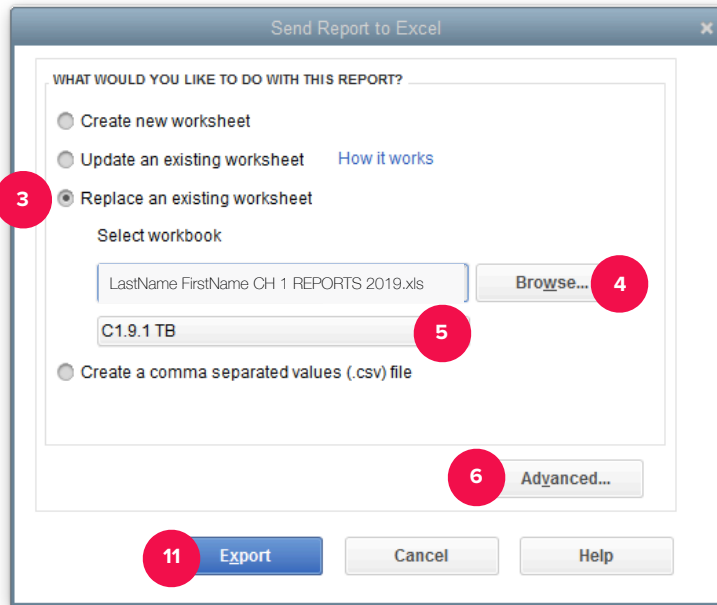 Send Report to Excel
WHAT WOULD YOU LIKE TO DO WITH THIS REPORT?
Create new worksheet
Update an existing worksheet How it works
3 Replace an existing worksheet
Select workbook
LastName FirstName CH 1 REPORTS 2019.xls Browse... 4
C1.9.1 TB 5
Create a comma separated values (.csv) file
6 Advanced...
11 Export Cancel Help